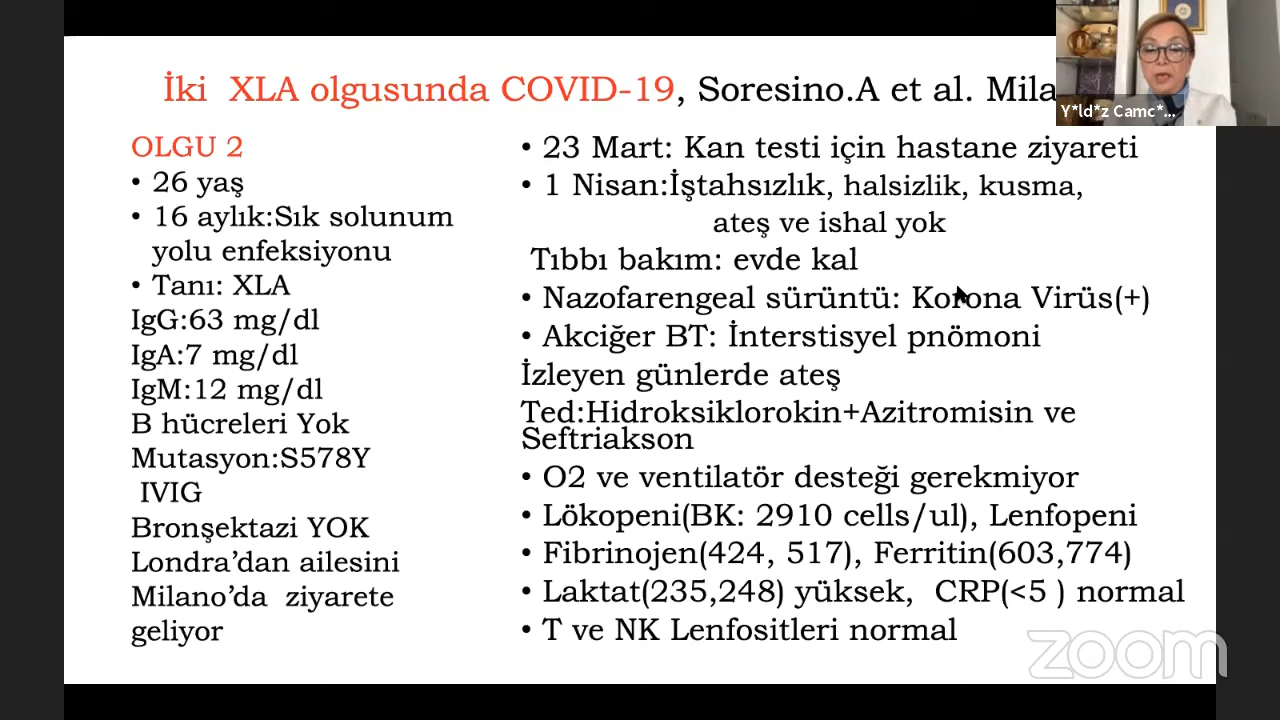 İki XLA olgusunda COVID-19, Soresino.A et al. Mila
Y*ld*z Camc*...
OLGU 2
• 26 yaş
• 16 aylık:Sık solunum
yolu enfeksiyonu
• Tanı: XLA
IgG:63 mg/dl
IgA:7 mg/dl
IgM:12 mg/dl
B hücreleri Yok
Mutasyon:S578Y
IVIG
Bronşektazi YOK
Londra’dan ailesini
Milano’da ziyarete
geliyor
• 23 Mart: Kan testi için hastane ziyareti
• 1 Nisan:İştahsızlık, halsizlik, kusma,
ateş ve ishal yok
Tıbbı bakım: evde kal
• Nazofarengeal sürüntü: Korona Virüs(+)
• Akciğer BT: İnterstisyel pnömoni
İzleyen günlerde ateş
Ted:Hidroksiklorokin+Azitromisin ve
Seftriakson
• O2 ve ventilatör desteği gerekmiyor
• Lökopeni(BK: 2910 cells/ul), Lenfopeni
• Fibrinojen(424, 517), Ferritin(603,774)
• Laktat(235,248) yüksek, CRP(<5 ) normal
• T ve NK Lenfositleri normal
zoom